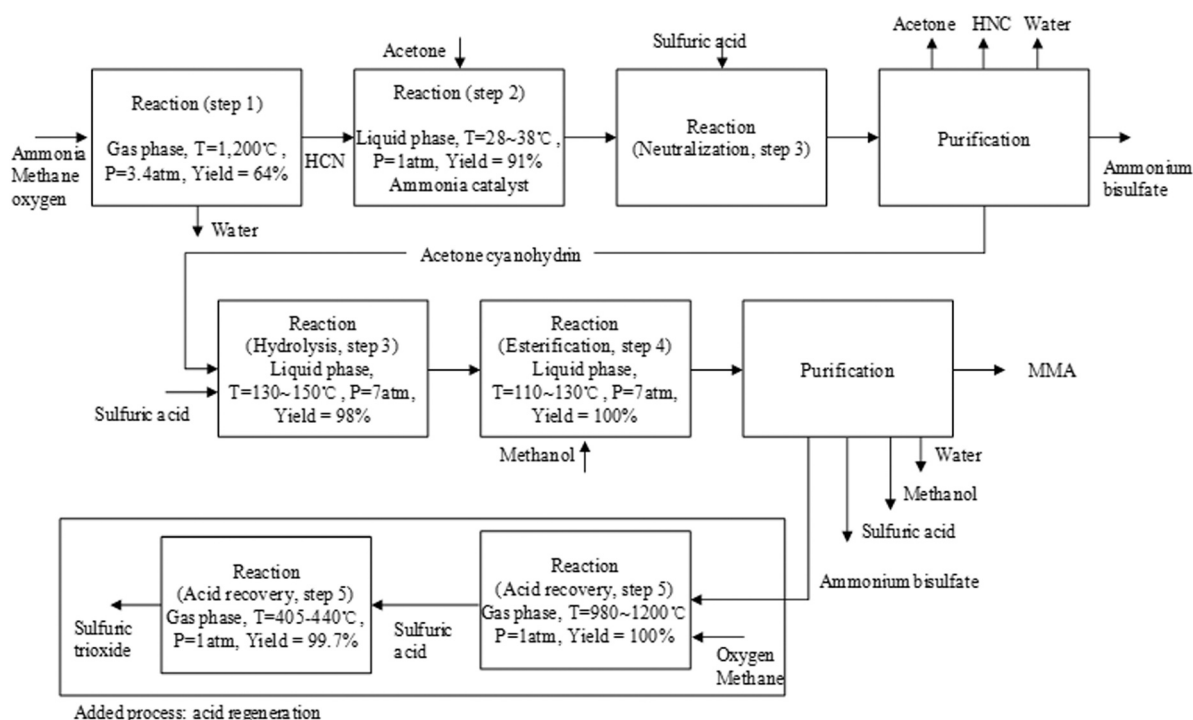 Acetone HNC Water
Acetone
Sulfuric acid
Reaction (step 1)
Gas phase, T=1,200℃,
P=3.4atm, Yield = 64%
Ammonia
Methane
oxygen
HCN
Water
Reaction (step 2)
Liquid phase, T=28~38℃,
P=1atm, Yield = 91%
Ammonia catalyst
Reaction
(Neutralization, step 3)
Purification
Ammonium
bisulfate
Acetone cyanohydrin
Reaction
(Hydrolysis, step 3)
Liquid phase,
T=130~150℃, P=7atm,
Yield = 98%
Sulfuric acid
Reaction
(Esterification, step 4)
Liquid phase,
T=110~130℃, P=7atm,
Yield = 100%
Methanol
Purification
MMA
Water
Methanol
Sulfuric acid
Ammonium bisulfate
Reaction
(Acid recovery, step 5)
Gas phase, T=405-440℃,
P=1atm, Yield = 99.7%
Sulfuric
trioxide
Sulfuric
acid
Reaction
(Acid recovery, step 5)
Gas phase, T=980~1200℃
P=1atm, Yield = 100%
Oxygen
Methane
Added process: acid regeneration